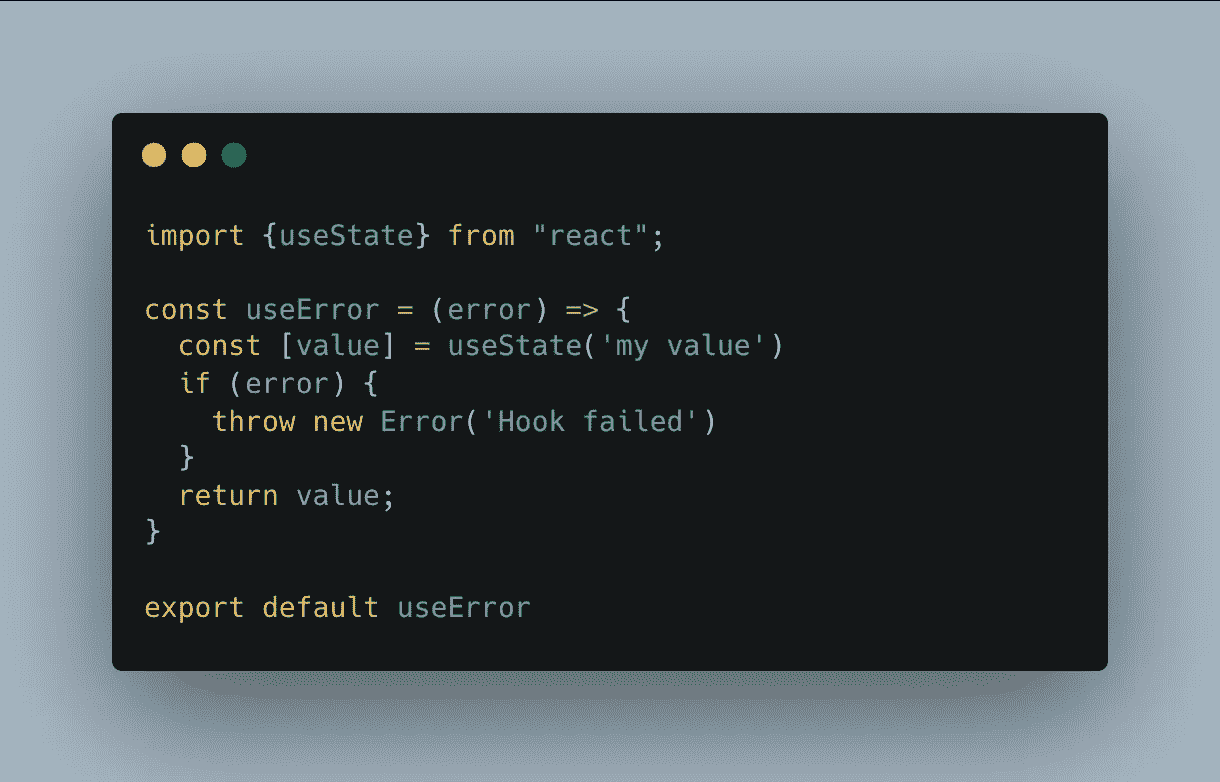 import {useState} from "react";
const useError = (error) => {
  const [value] = useState('my value')
  if (error) {
    throw new Error('Hook failed')
  }
  return value;
}
export default useError